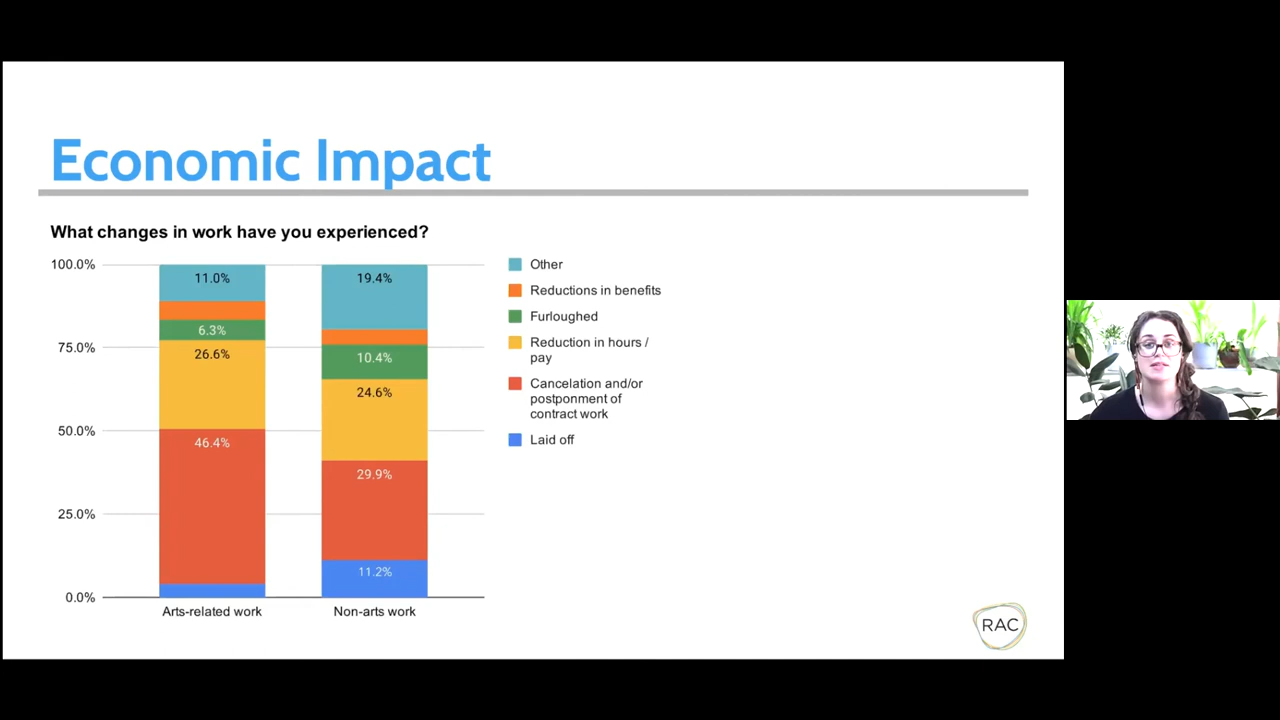 Economic Impact
What changes in work have you experienced?
100.0%
75.0%
50.0%
25.0%
0.0%
11.0%
6.3%
26.6%
46.4%
19.4%
10.4%
24.6%
29.9%
11.2%
Arts-related work
Non-arts work
Other
Reductions in benefits
Furloughed
Reduction in hours /
pay
Cancelation and/or
postponment of
contract work
Laid off
RAC